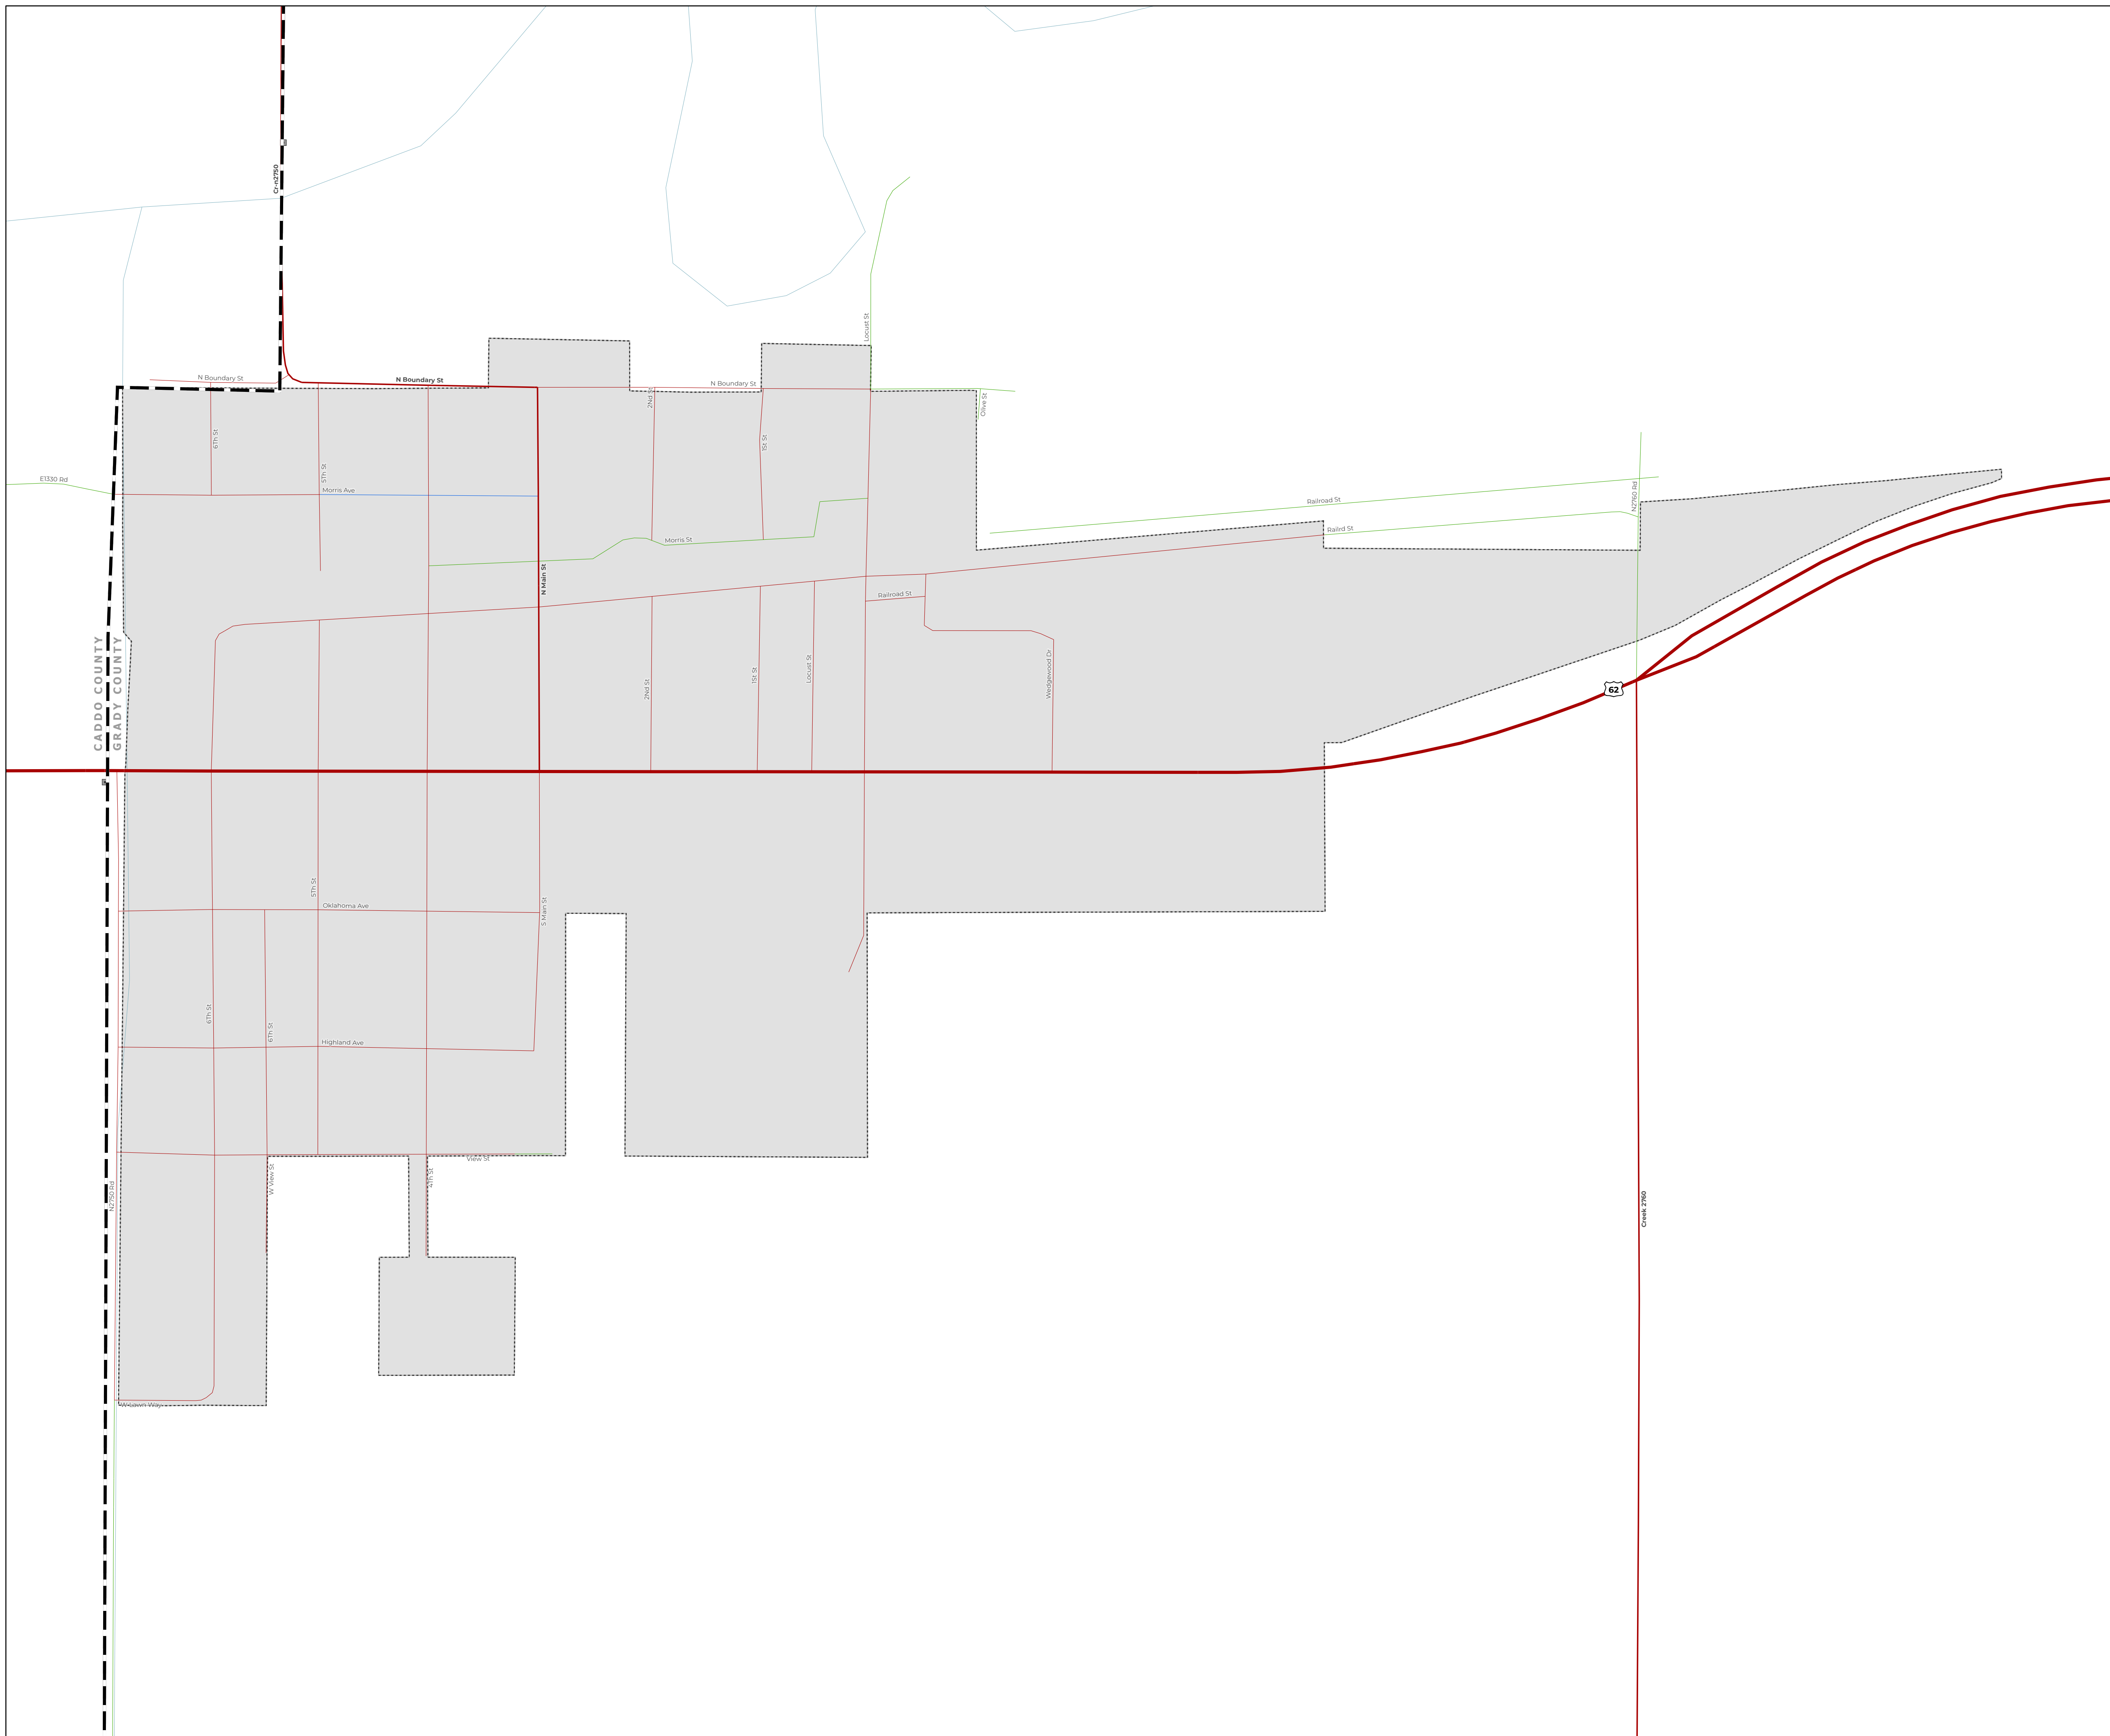 Cr-n2750
Locust St
N Boundary St
N Boundary St
N Boundary St
2Nd St
Olive St
6Th St
1St St
5Th St
E1330 Rd
Morris Ave
N2760 Rd
Railroad St
Railrd St
Morris St
N Main St
Railroad St
CADDO COUNTY
GRADY COUNTY
2Nd St
1St St
Locust St
Wedgewood Dr
62
5Th St
Oklahoma Ave
S Main St
6Th St
6Th St
Highland Ave
View St
W View St
4Th St
N2750 Rd
Creek 2760
W Lawn Way